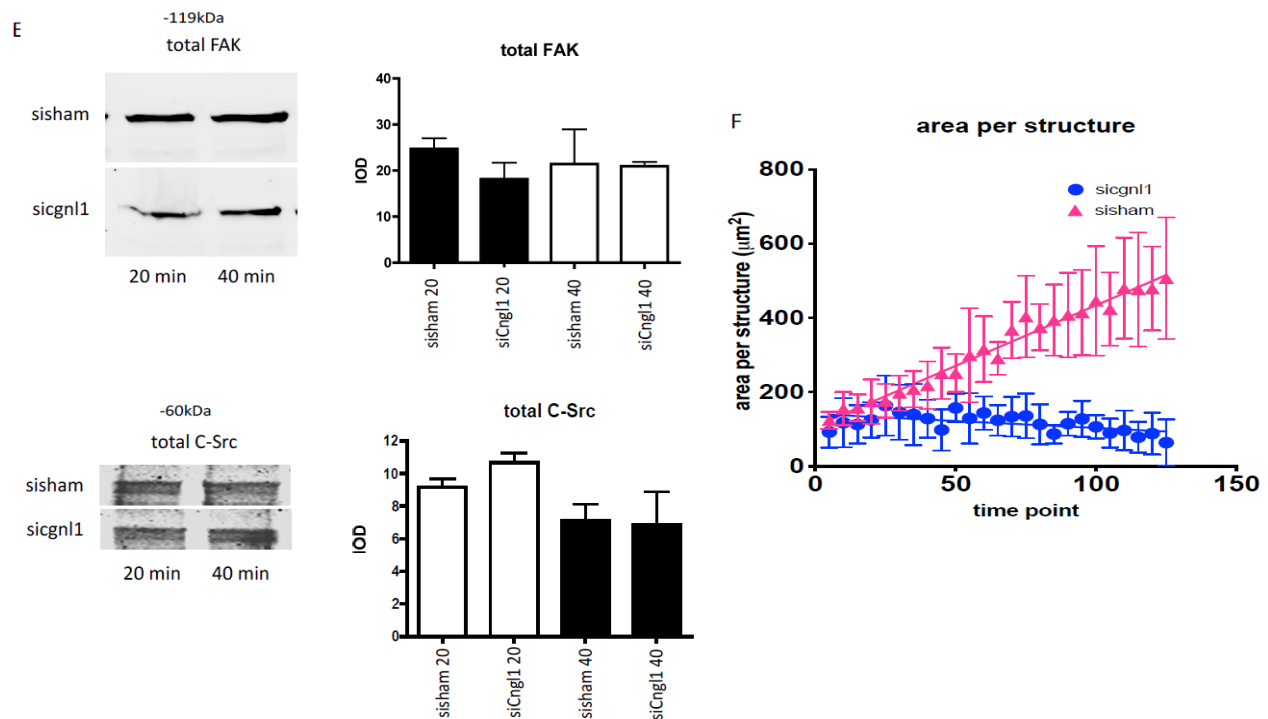 E
-119kDa
total FAK
sisham
sicgnl1
20 min 40 min
total FAK
40
30
20
10
0
IOD
sisham 20
siCngl1 20
sisham 40
siCngl1 40
-60kDa
total C-Src
sisham
sicgnl1
20 min 40 min
total C-Src
12
10
8
6
4
2
0
IOD
sisham 20
siCngl1 20
sisham 40
siCngl1 40
F
area per structure
800
600
400
200
0
area per structure (μm²)
sicgnl1
sisham
0 50 100 150
time point